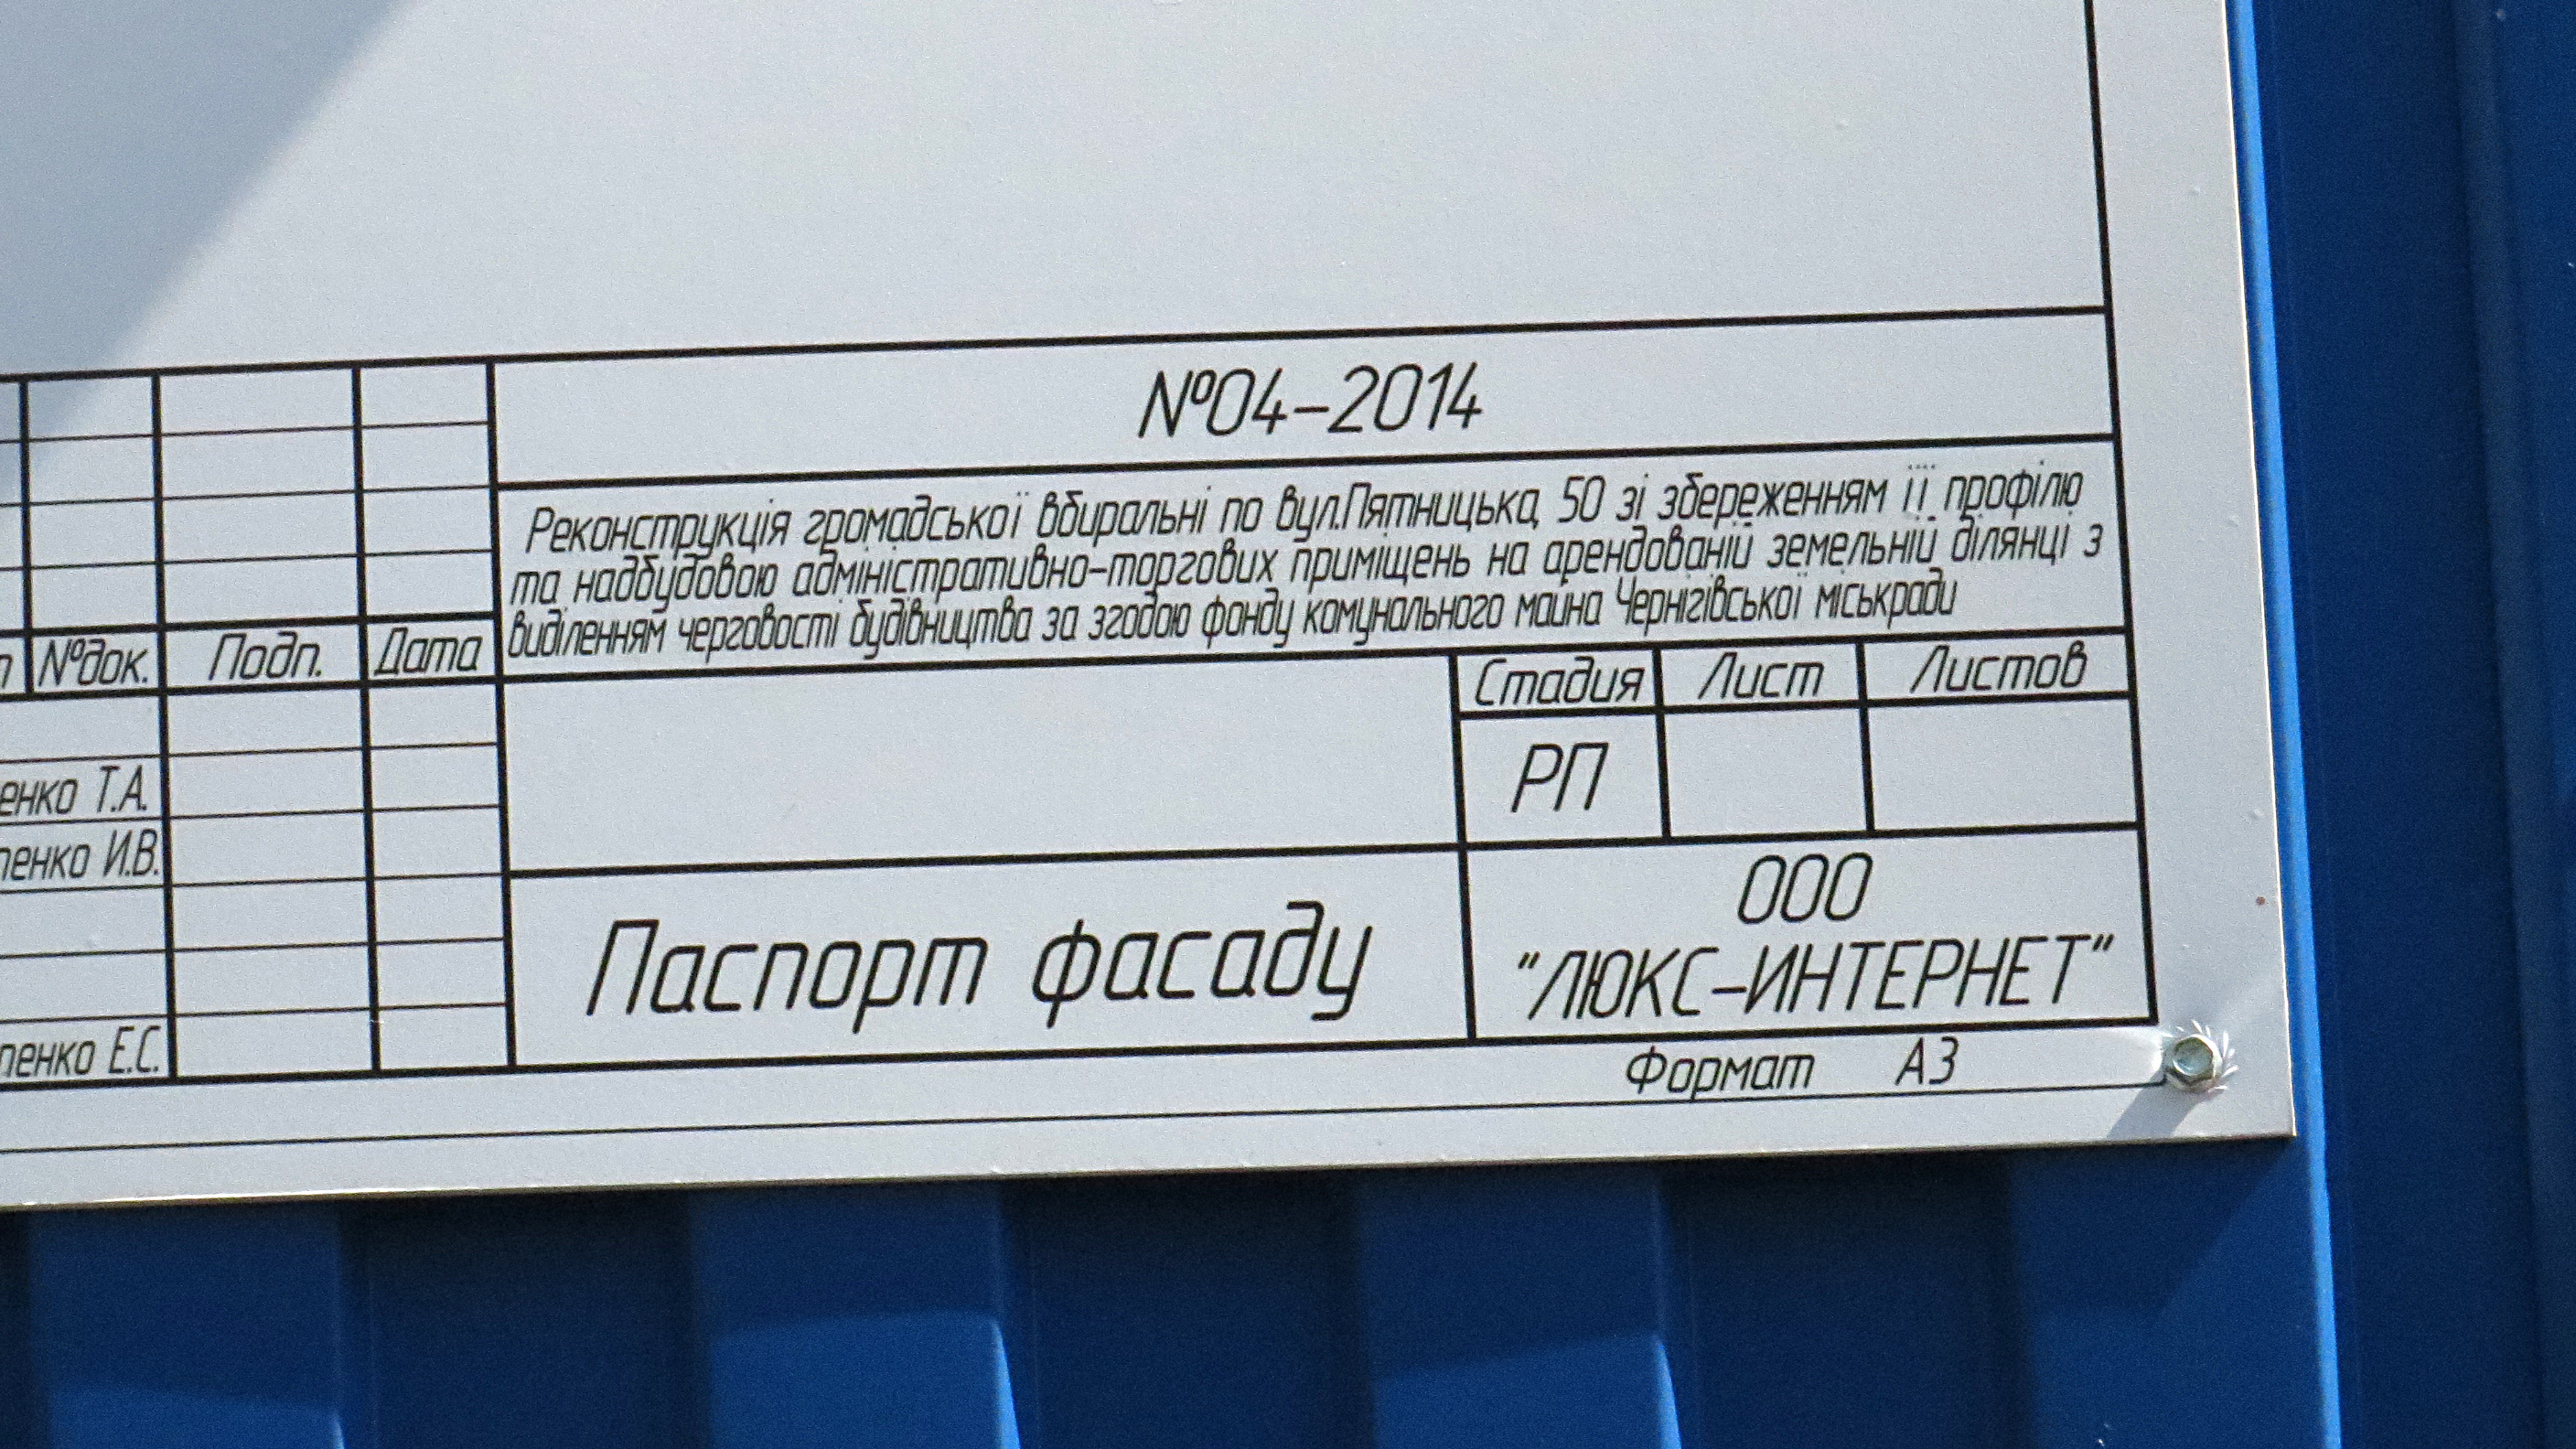 №04-2014
Реконструкція громадської вбиральні по вул.Пятницька, 50 зі збереженням її профілю
та надбудовою адміністративно-торгових приміщень на арендованій земельній ділянці з
виділенням черговості будівництва за згодою фонду комунального майна Чернігівської міськради
№док. Подп. Дата
Стадия Лист Листов
РП
енко Т.А.
пенко И.В.
Паспорт фасаду
ООО
"ЛЮКС-ИНТЕРНЕТ"
пенко Е.С.
Формат А3